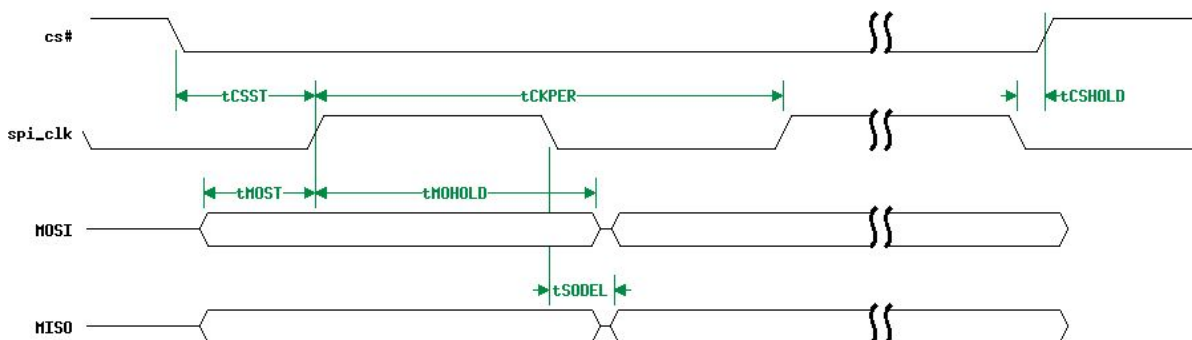 cs#
tCSST
tCKPER
tCSHOLD
spi_clk
tMOST
tMOHOLD
MOSI
tSODEL
MISO